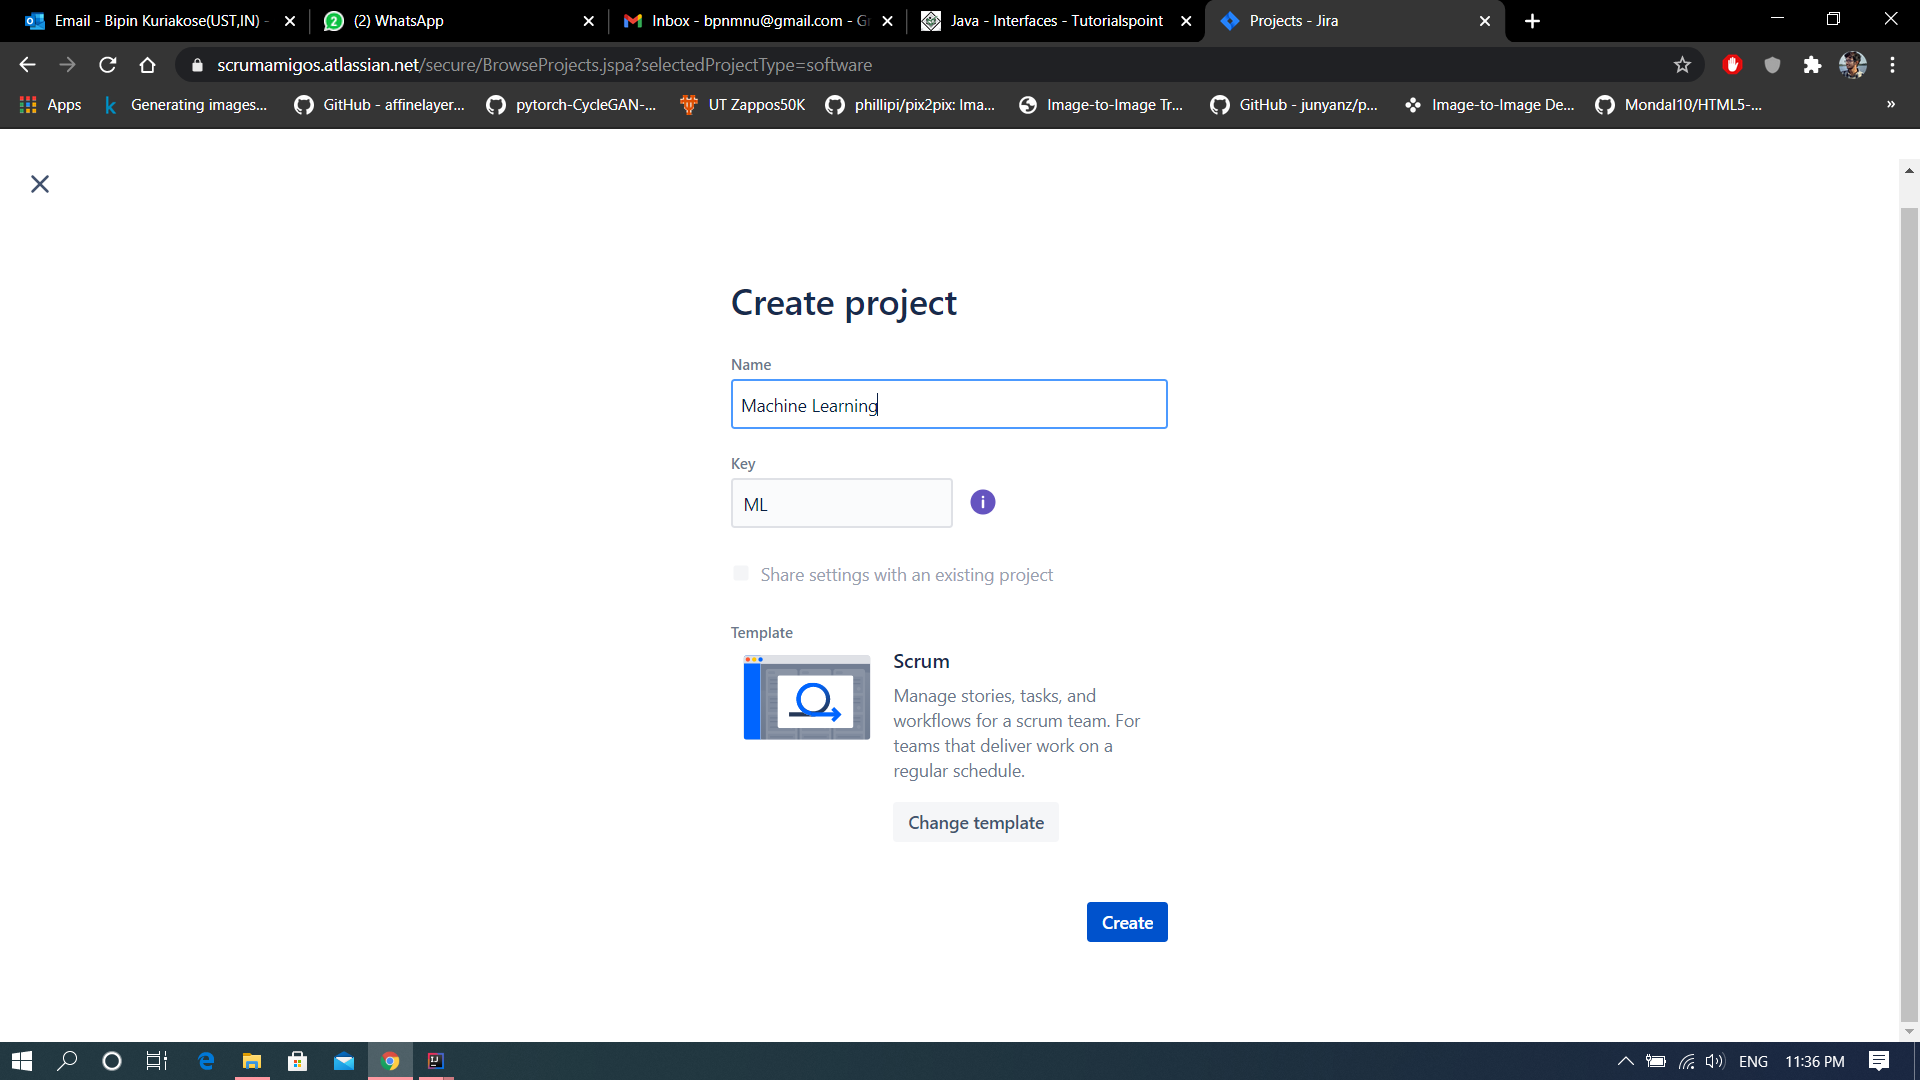 Email - Bipin Kuriakose(UST,IN) -
(2) WhatsApp
Inbox - bpnmnu@gmail.com - G
Java - Interfaces - Tutorialspoint
Projects - Jira
scrumamigos.atlassian.net/secure/BrowseProjects.jspa?selectedProjectType=software
Apps
Generating images...
GitHub - affinelayer...
pytorch-CycleGAN-...
UT Zappos50K
phillipi/pix2pix: Ima...
Image-to-Image Tr...
GitHub - junyanz/p...
Image-to-Image De...
Mondal10/HTML5-...
»
Create project
Name
Machine Learning
Key
ML
i
Share settings with an existing project
Template
Scrum
Manage stories, tasks, and
workflows for a scrum team. For
teams that deliver work on a
regular schedule.
Change template
Create
ENG
11:36 PM